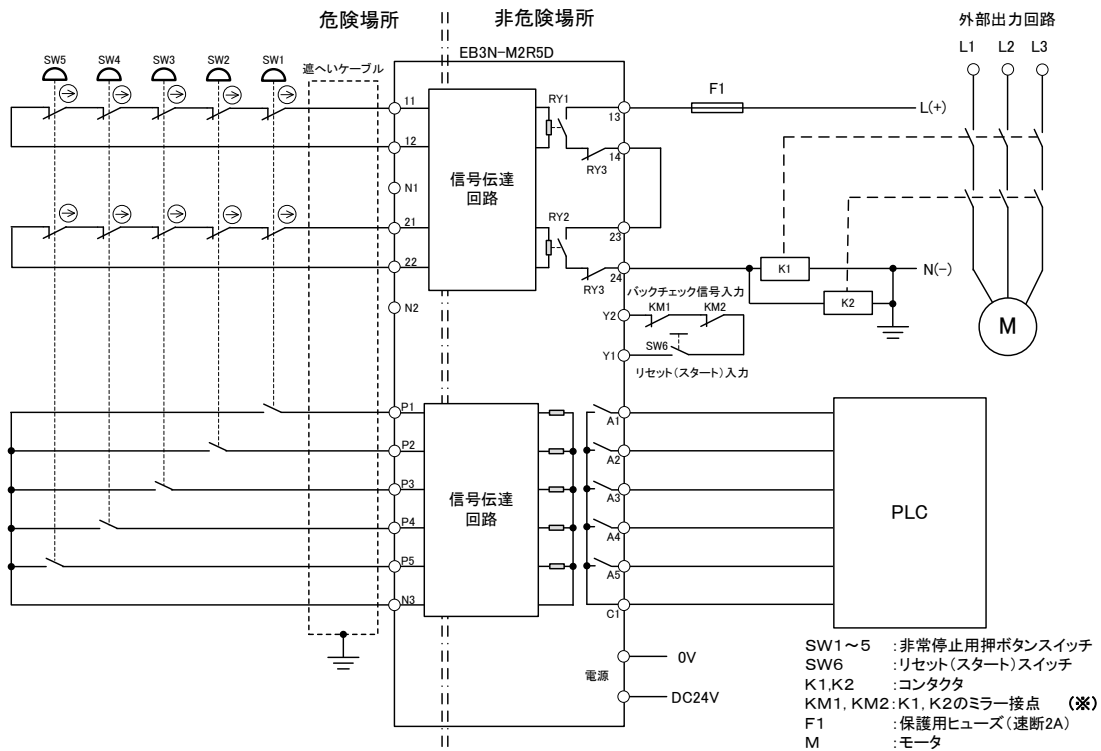 危険場所
非危険場所
外部出力回路
L1
L2
L3
EB3N-M2R5D
SW5
SW4
SW3
SW2
SW1
遮へいケーブル
F1
L(+)
11
12
N1
21
22
N2
信号伝達
回路
RY1
13
14
RY3
RY2
23
24
RY3
K1
N(-)
K2
M
バックチェック信号入力
Y2
KM1
KM2
SW6
Y1
リセット(スタート)入力
P1
P2
P3
P4
P5
N3
信号伝達
回路
A1
A2
A3
A4
A5
C1
PLC
電源
0V
DC24V
SW1～5 :非常停止用押ボタンスイッチ
SW6 :リセット(スタート)スイッチ
K1,K2 :コンタクタ
KM1, KM2:K1, K2のミラー接点 (※)
F1 :保護用ヒューズ(速断2A)
M :モータ